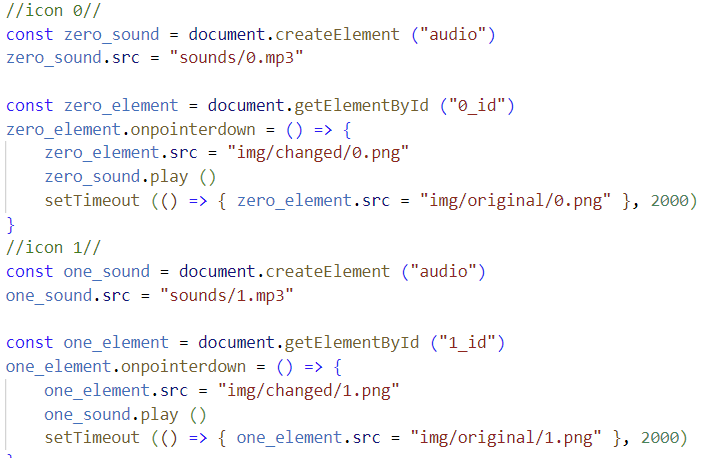 //icon 0//
const zero_sound = document.createElement ("audio")
zero_sound.src = "sounds/0.mp3"
const zero_element = document.getElementById ("0_id")
zero_element.onpointerdown = () => {
zero_element.src = "img/changed/0.png"
zero_sound.play ()
setTimeout (() => { zero_element.src = "img/original/0.png" }, 2000)
}
//icon 1//
const one_sound = document.createElement ("audio")
one_sound.src = "sounds/1.mp3"
const one_element = document.getElementById ("1_id")
one_element.onpointerdown = () => {
one_element.src = "img/changed/1.png"
one_sound.play ()
setTimeout (() => { one_element.src = "img/original/1.png" }, 2000)
}